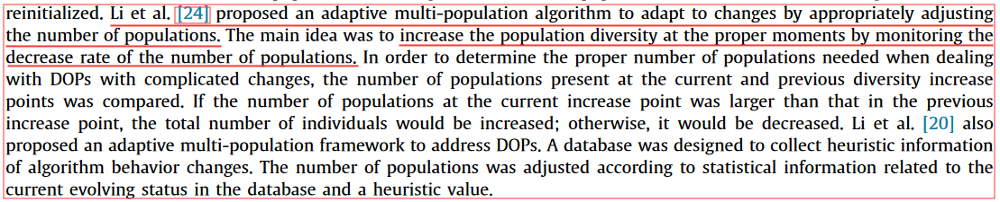 reinitialized. Li et al. [24] proposed an adaptive multi-population algorithm to adapt to changes by appropriately adjusting
the number of populations. The main idea was to increase the population diversity at the proper moments by monitoring the
decrease rate of the number of populations. In order to determine the proper number of populations needed when dealing
with DOPs with complicated changes, the number of populations present at the current and previous diversity increase
points was compared. If the number of populations at the current increase point was larger than that in the previous
increase point, the total number of individuals would be increased; otherwise, it would be decreased. Li et al. [20] also
proposed an adaptive multi-population framework to address DOPs. A database was designed to collect heuristic information
of algorithm behavior changes. The number of populations was adjusted according to statistical information related to the
current evolving status in the database and a heuristic value.